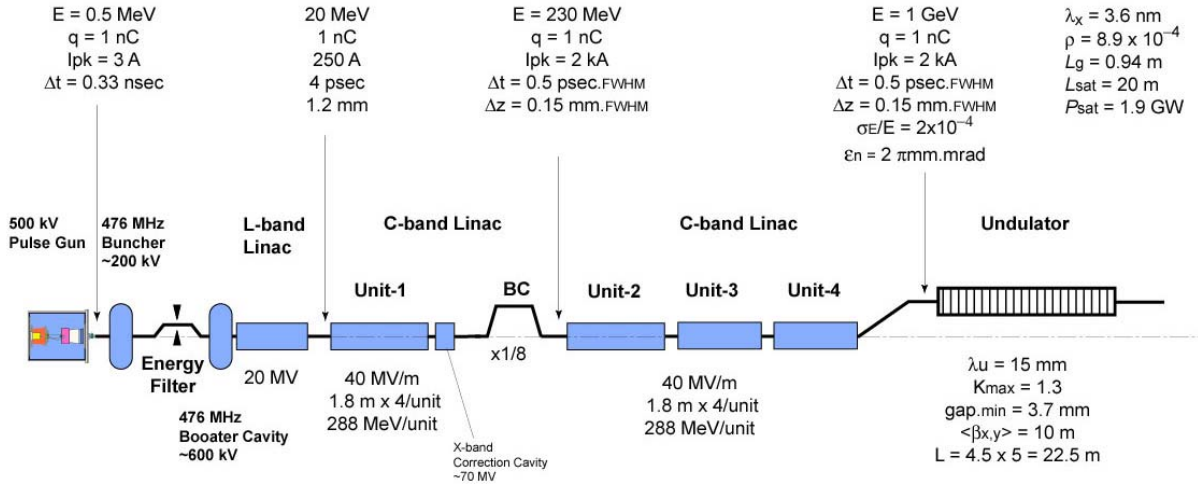 E = 0.5 MeV
q = 1 nC
Ipk = 3 A
Δt = 0.33 nsec
20 MeV
1 nC
250 A
4 psec
1.2 mm
E = 230 MeV
q = 1 nC
Ipk = 2 kA
Δt = 0.5 psec.FWHM
Δz = 0.15 mm.FWHM
E = 1 GeV
q = 1 nC
Ipk = 2 kA
Δt = 0.5 psec.FWHM
Δz = 0.15 mm.FWHM
σE/E = 2x10⁻⁴
εn = 2 πmm.mrad
λx = 3.6 nm
ρ = 8.9 x 10⁻⁴
Lg = 0.94 m
Lsat = 20 m
Psat = 1.9 GW
500 kV
Pulse Gun
476 MHz
Buncher
~200 kV
L-band
Linac
C-band Linac
C-band Linac
Undulator
Unit-1
BC
Unit-2
Unit-3
Unit-4
Energy
Filter
x1/8
20 MV
476 MHz
Booater Cavity
~600 kV
40 MV/m
1.8 m x 4/unit
288 MeV/unit
X-band
Correction Cavity
~70 MV
40 MV/m
1.8 m x 4/unit
288 MeV/unit
λu = 15 mm
Kmax = 1.3
gap.min = 3.7 mm
<βx,y> = 10 m
L = 4.5 x 5 = 22.5 m